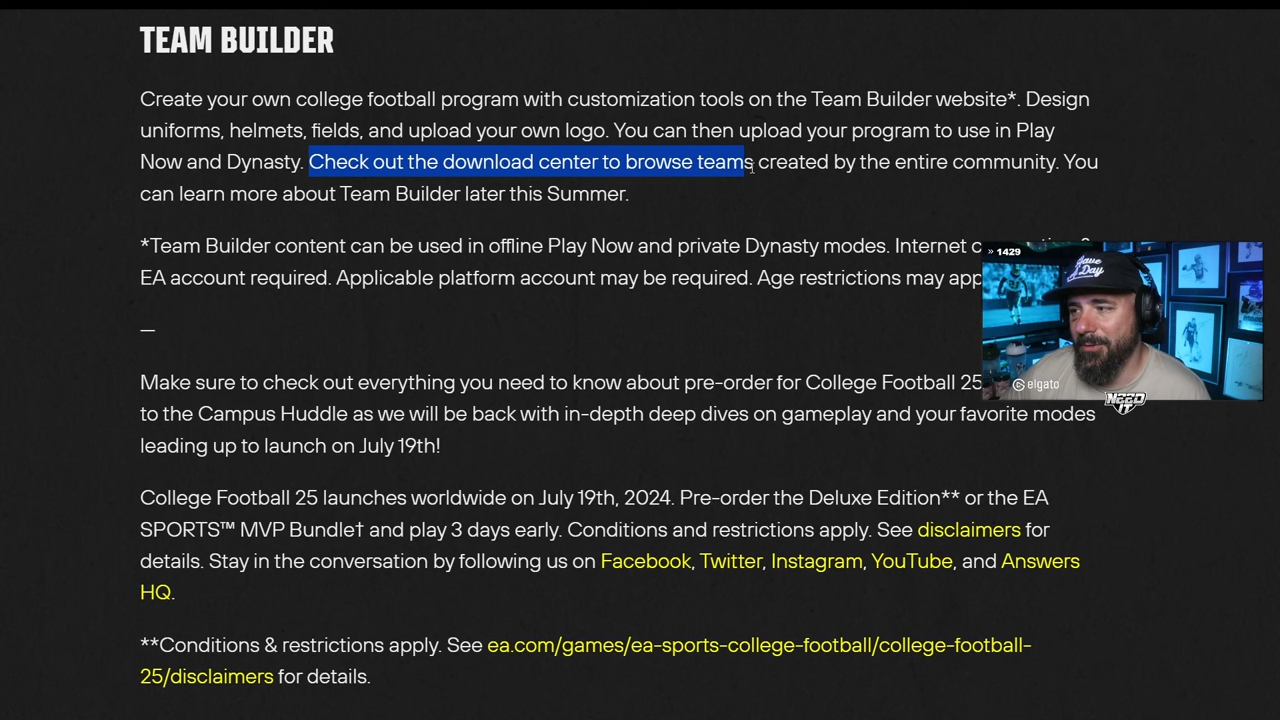 TEAM BUILDER
Create your own college football program with customization tools on the Team Builder website*. Design
uniforms, helmets, fields, and upload your own logo. You can then upload your program to use in Play
Now and Dynasty. Check out the download center to browse teams created by the entire community. You
can learn more about Team Builder later this Summer.
*Team Builder content can be used in offline Play Now and private Dynasty modes. Internet
EA account required. Applicable platform account may be required. Age restrictions may
» 1429
elgato
NEED IT
—
Make sure to check out everything you need to know about pre-order for College Football 25
to the Campus Huddle as we will be back with in-depth deep dives on gameplay and your favorite modes
leading up to launch on July 19th!
College Football 25 launches worldwide on July 19th, 2024. Pre-order the Deluxe Edition** or the EA
SPORTS™ MVP Bundle† and play 3 days early. Conditions and restrictions apply. See disclaimers for
details. Stay in the conversation by following us on Facebook, Twitter, Instagram, YouTube, and Answers
HQ.
**Conditions & restrictions apply. See ea.com/games/ea-sports-college-football/college-football-
25/disclaimers for details.